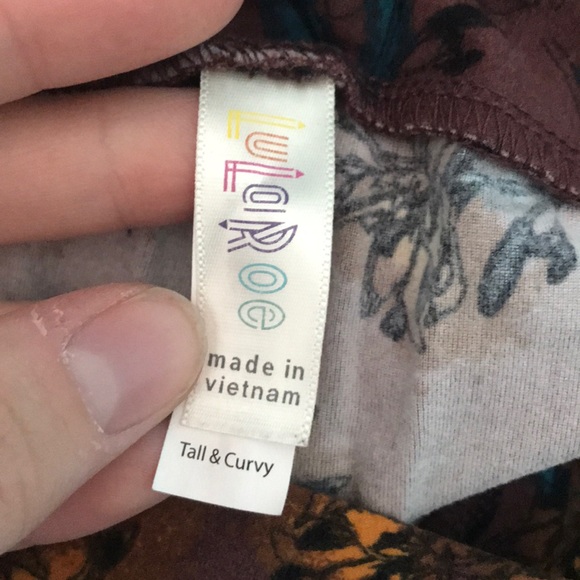 LuLaRoe
made in
vietnam
Tall & Curvy